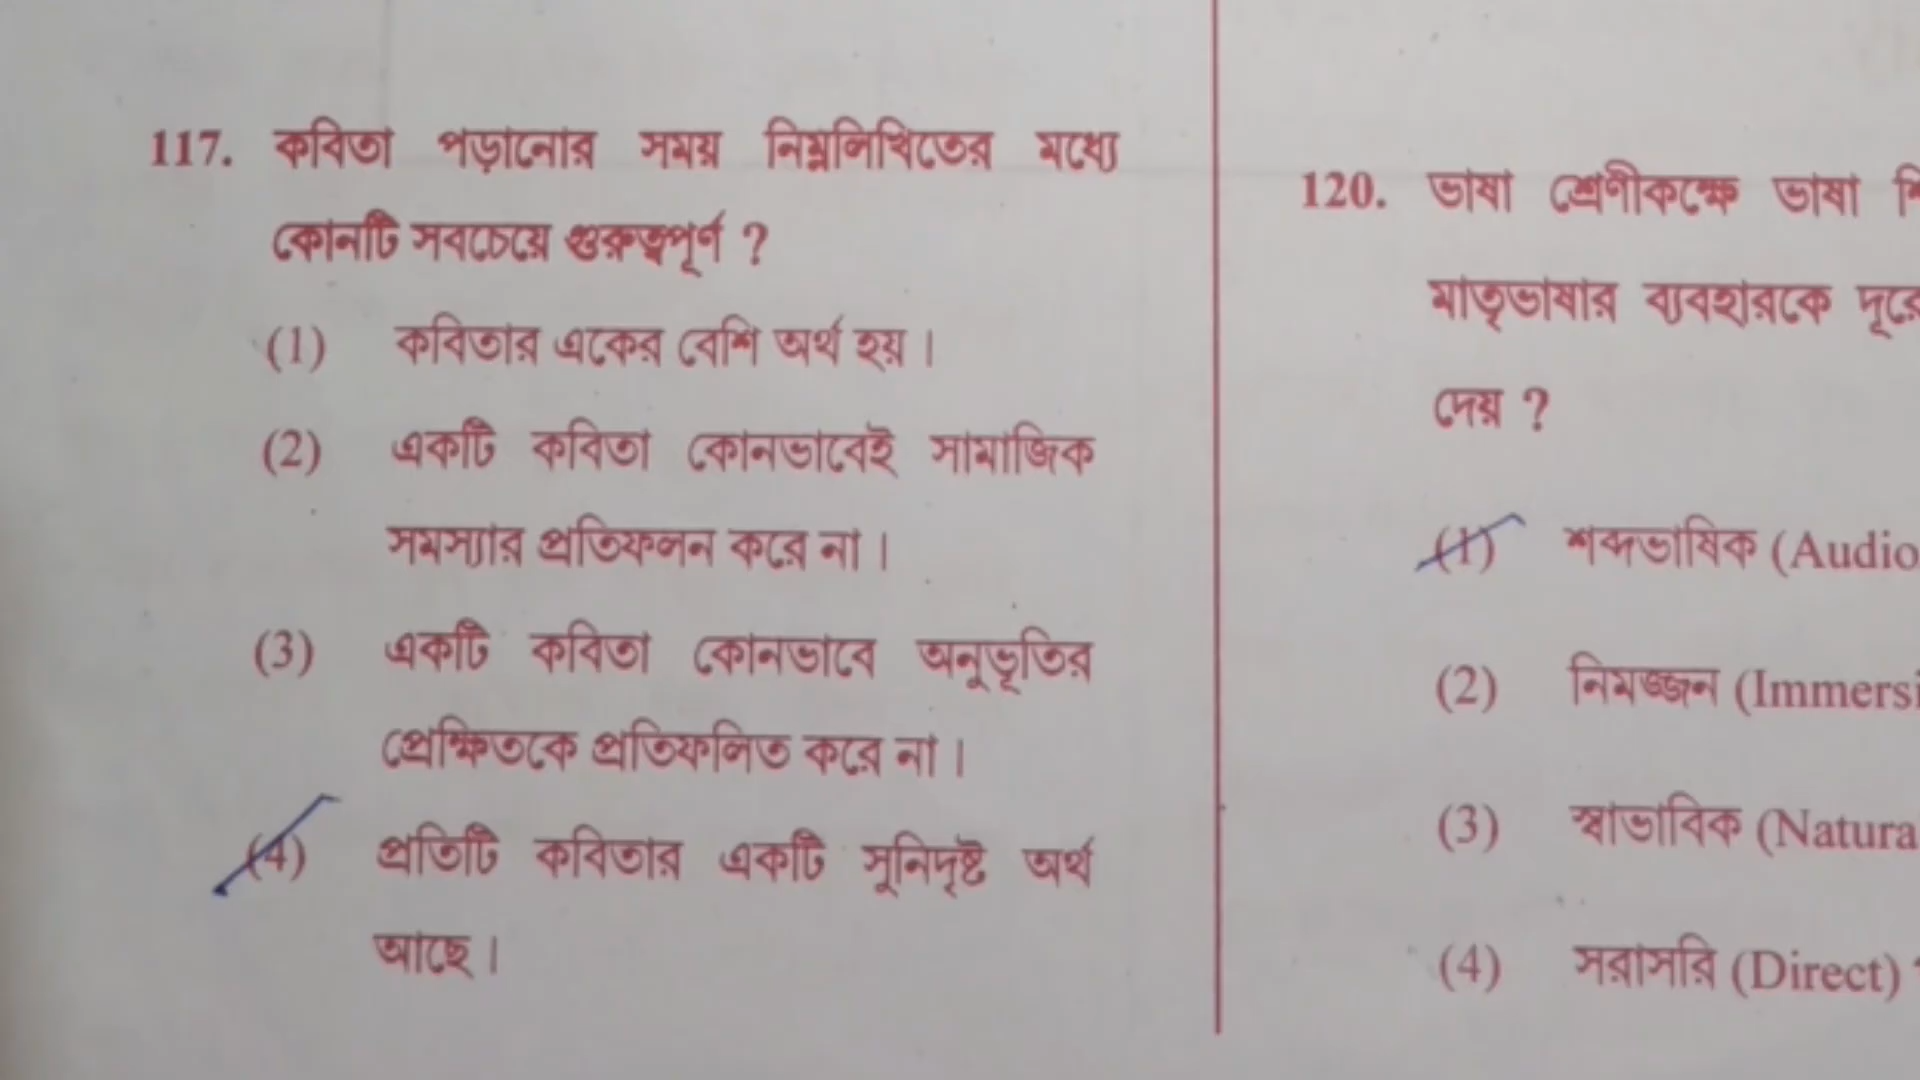 117. কবিতা পড়ানোর সময় নিম্নলিখিতের মধ্যে
কোনটি সবচেয়ে গুরুত্বপূর্ণ ?
(1) কবিতার একের বেশি অর্থ হয় ।
(2) একটি কবিতা কোনভাবেই সামাজিক
সমস্যার প্রতিফলন করে না ।
(3) একটি কবিতা কোনভাবে অনুভূতির
প্রেক্ষিতকে প্রতিফলিত করে না ।
(4) প্রতিটি কবিতার একটি সুনিদৃষ্ট অর্থ
আছে ।
120. ভাষা শ্রেণীকক্ষে ভাষা
মাতৃভাষার ব্যবহারকে দূরে
দেয় ?
(1) শব্দভাষিক (Audio
(2) নিমজ্জন (Immersi
(3) স্বাভাবিক (Natura
(4) সরাসরি (Direct)